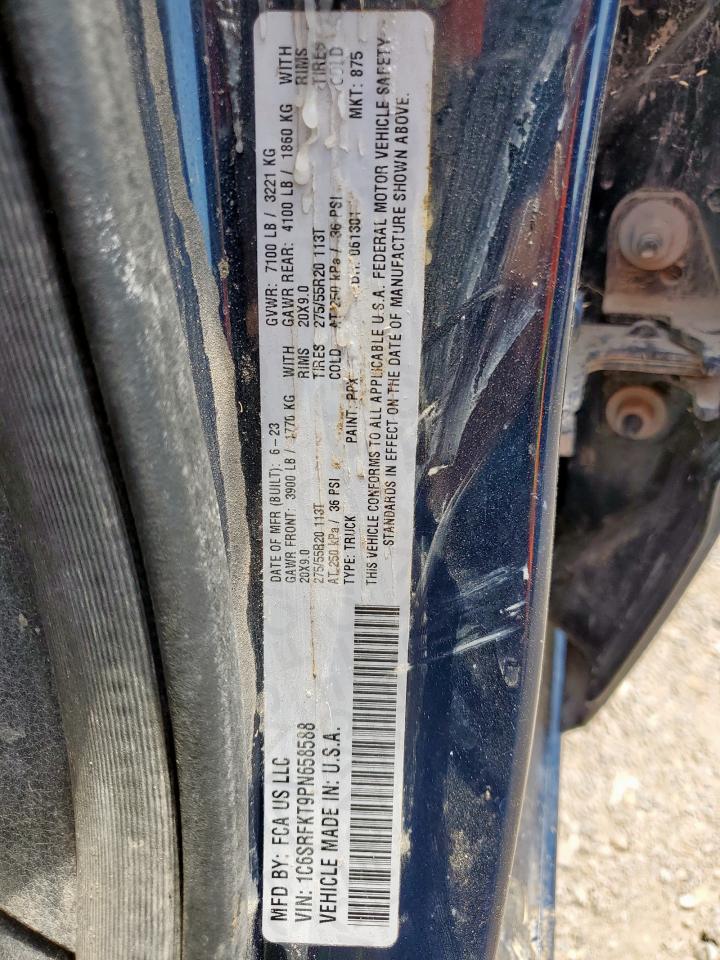 MFD BY: FCA US LLC
VIN: 1C6SRFKT9PN658588
VEHICLE MADE IN: U.S.A.
DATE OF MFR (BUILT): 6-23 GVWR: 7100 LB / 3221 KG
GAWR FRONT: 3900 LB / 1770 KG WITH GAWR REAR: 4100 LB / 1860 KG WITH
20X9.0 RIMS 20X9.0 RIMS
275/55R20 113T TIRES 275/55R20 113T TIRES
AT 250 kPa / 36 PSI COLD AT 250 kPa / 36 PSI COLD
TYPE: TRUCK PAINT: PPX 061301 MKT: 875
THIS VEHICLE CONFORMS TO ALL APPLICABLE U.S.A. FEDERAL MOTOR VEHICLE SAFETY
STANDARDS IN EFFECT ON THE DATE OF MANUFACTURE SHOWN ABOVE.